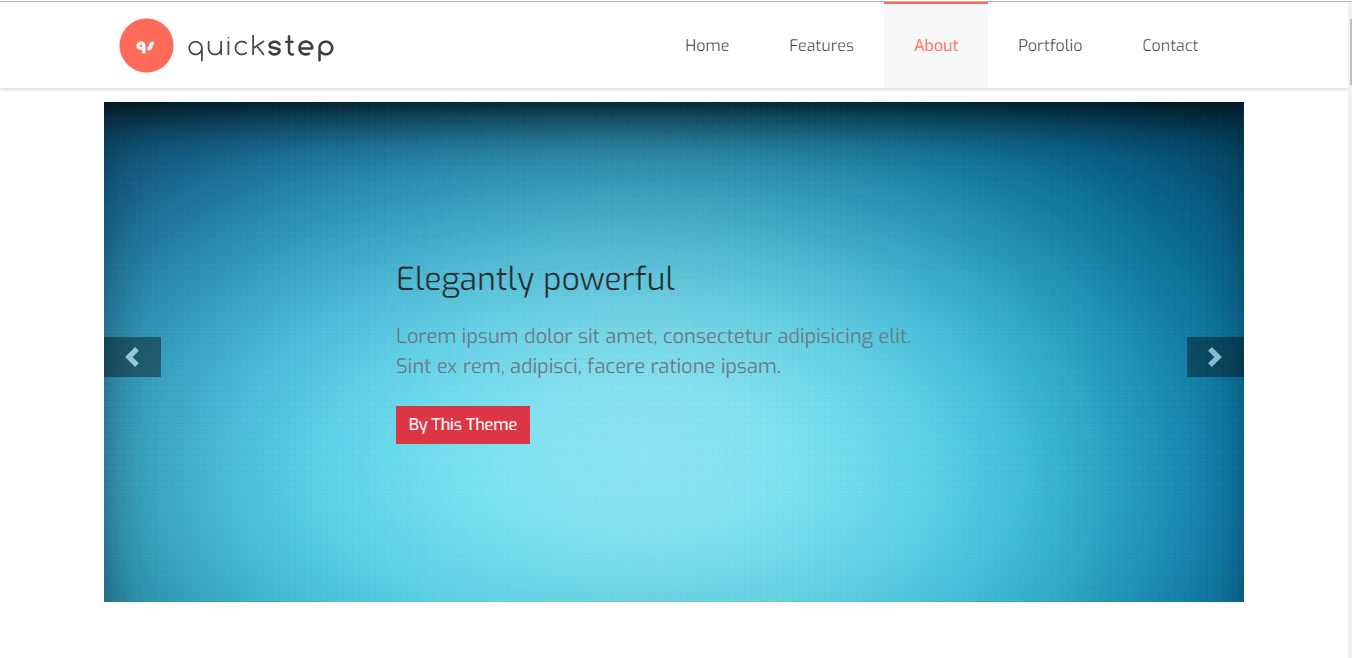 qs quickstep
Home Features About Portfolio Contact
Elegantly powerful
Lorem ipsum dolor sit amet, consectetur adipisicing elit.
Sint ex rem, adipisci, facere ratione ipsam.
By This Theme